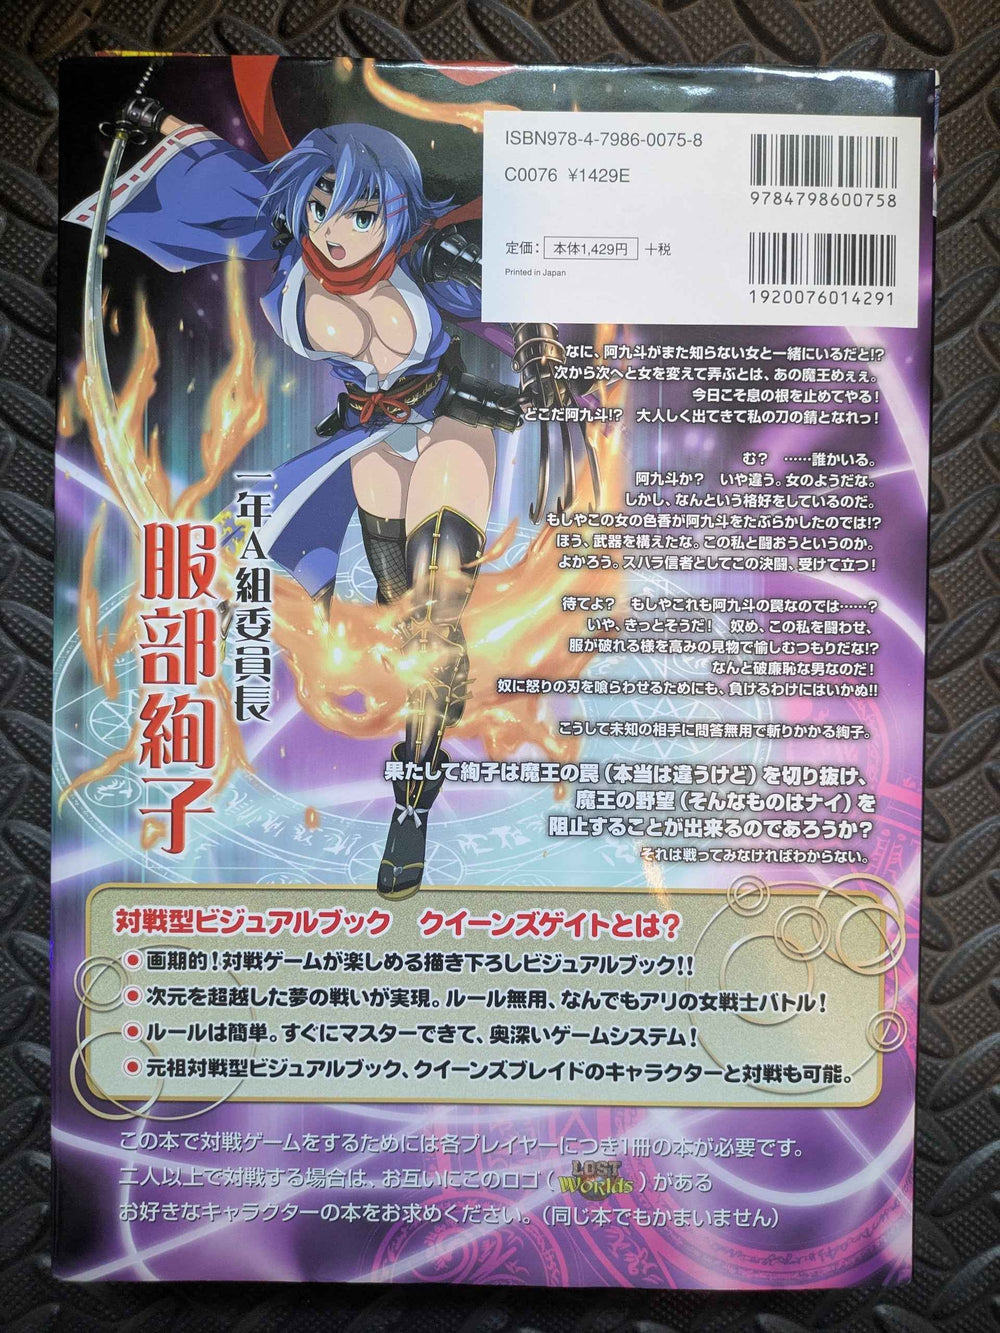 ISBN978-4-7986-0075-8
C0076 ¥1429E
9784798600758
定価： 本体1,429円 +税
Printed in Japan
1920076014291
なに、阿九斗がまた知らない女と一緒にいるだと!?
次から次へと女を変えて弄ぶとは、あの魔王めぇぇ。
今日こそ息の根を止めてやる！
どこだ阿九斗!?　大人しく出てきて私の刀の錆となれっ！
む？　……誰かいる。
阿九斗か？　いや違う。女のようだな。
しかし、なんという格好をしているのだ。
もしやこの女の色香が阿九斗をたぶらかしたのでは!?
ほう、武器を構えたな。この私と闘おうというのか。
よかろう。スハラ信者としてこの決闘、受けて立つ！
待てよ？　もしやこれも阿九斗の罠なのでは……？
いや、きっとそうだ！　奴め、この私を闘わせ、
服が破れる様を高みの見物で愉しむつもりだな!?
なんと破廉恥な男なのだ！
奴に怒りの刃を喰らわせるためにも、負けるわけにはいかぬ!!
こうして未知の相手に問答無用で斬りかかる絢子。
果たして絢子は魔王の罠（本当は違うけど）を切り抜け、
魔王の野望（そんなものはナイ）を
阻止することが出来るのであろうか？
それは戦ってみなければわからない。
一年A組委員長
服部絢子
対戦型ビジュアルブック　クイーンズゲイトとは？
●画期的！対戦ゲームが楽しめる描き下ろしビジュアルブック!!
●次元を超越した夢の戦いが実現。ルール無用、なんでもアリの女戦士バトル！
●ルールは簡単。すぐにマスターできて、奥深いゲームシステム！
●元祖対戦型ビジュアルブック、クイーンズブレイドのキャラクターと対戦も可能。
この本で対戦ゲームをするためには各プレイヤーにつき1冊の本が必要です。
二人以上で対戦する場合は、お互いにこのロゴ（LOST WORLDS）がある
お好きなキャラクターの本をお求めください。（同じ本でもかまいません）